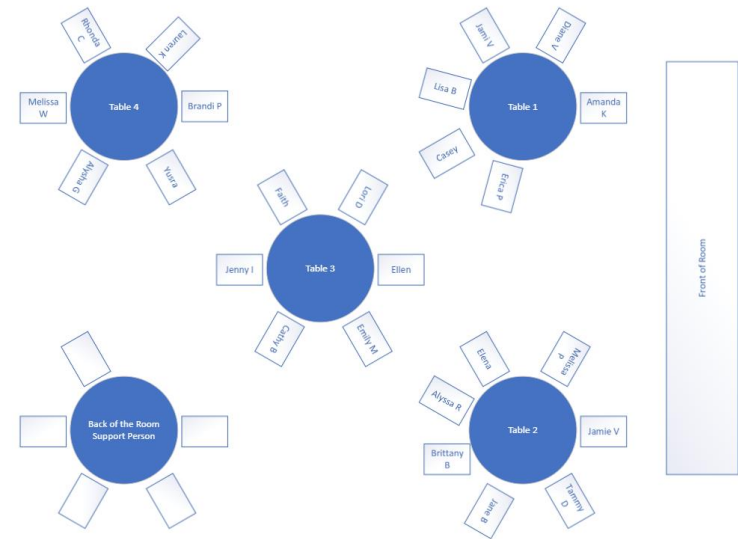 Rhonda
C
Lauren K
Melissa
W
Table 4
Brandi P
Alysha G
Yusra
Jami V
Diane V
Lisa B
Table 1
Amanda
K
Casey
Erica P
Faith
Lori D
Jenny I
Table 3
Ellen
Cathy B
Emily M
Front of Room
Back of the Room
Support Person
Elena
Melissa
P
Alyssa R
Table 2
Jamie V
Brittany
B
Jane B
Tammy
D